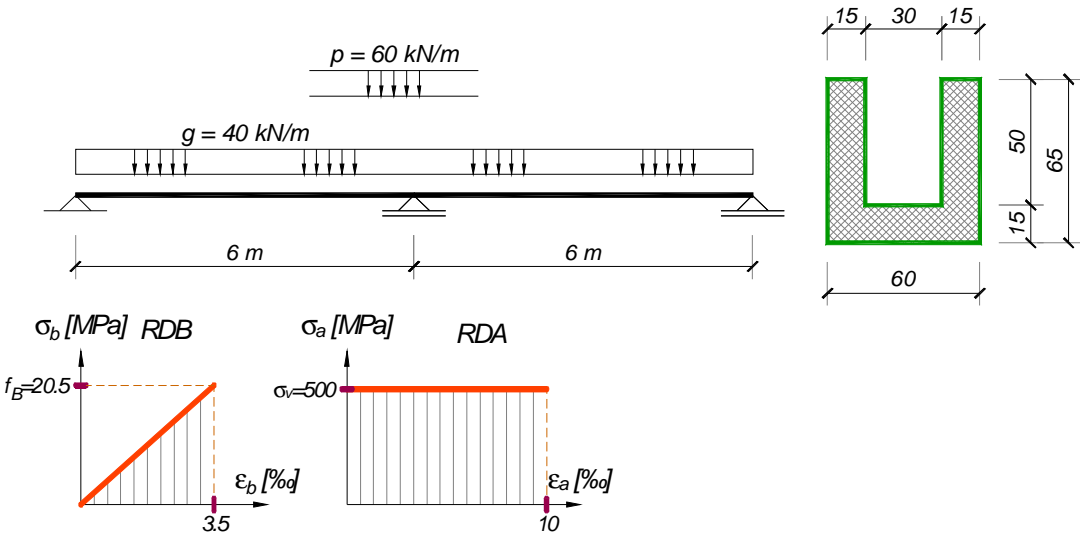 15 30 15
p = 60 kN/m
g = 40 kN/m
50
65
15
6 m 6 m
60
σb [MPa] RDB
σa [MPa] RDA
fB=20.5
σv=500
εb [‰]
εa [‰]
3.5
10